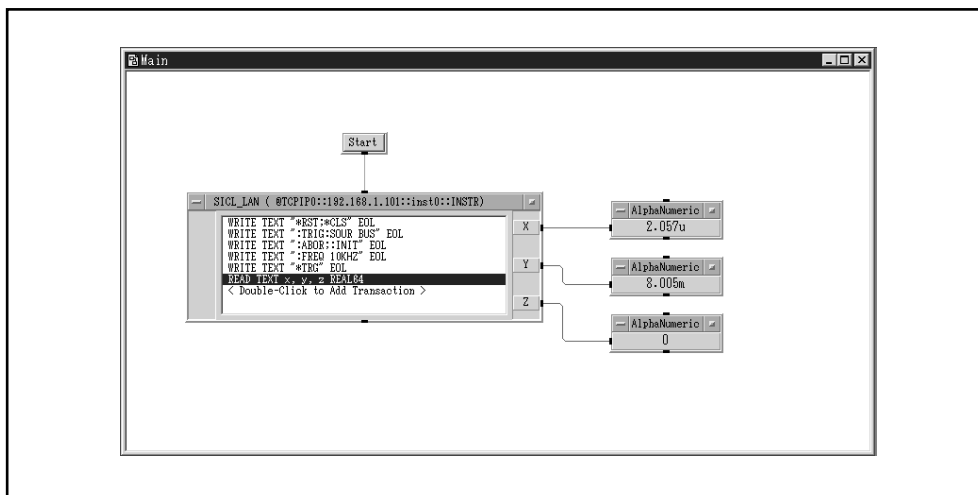 Main
Start
SICL_LAN ( @TCPIP0::192.168.1.101::inst0::INSTR)
WRITE TEXT "*RST;*CLS" EOL
WRITE TEXT ":TRIG:SOUR BUS" EOL
WRITE TEXT ":ABOR;:INIT" EOL
WRITE TEXT ":FREQ 10KHZ" EOL
WRITE TEXT "*TRG" EOL
READ TEXT x, y, z REAL64
< Double-Click to Add Transaction >
X
Y
Z
AlphaNumeric
2.057u
AlphaNumeric
8.005m
AlphaNumeric
0